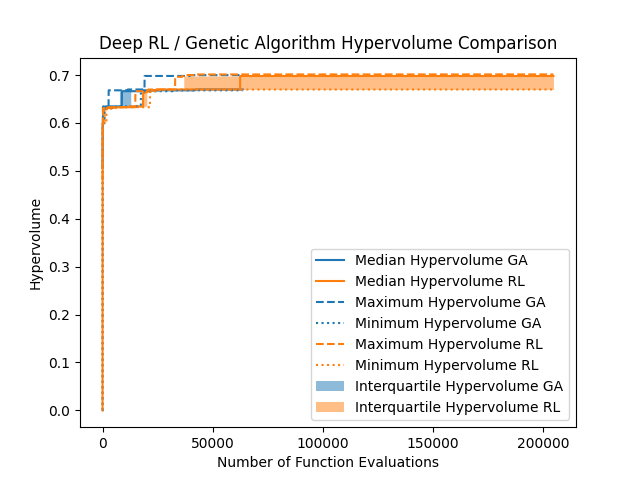 Deep RL / Genetic Algorithm Hypervolume Comparison
0.7
0.6
0.5
0.4
0.3
0.2
0.1
0.0
Hypervolume
Median Hypervolume GA
Median Hypervolume RL
Maximum Hypervolume GA
Minimum Hypervolume GA
Maximum Hypervolume RL
Minimum Hypervolume RL
Interquartile Hypervolume GA
Interquartile Hypervolume RL
0 50000 100000 150000 200000
Number of Function Evaluations